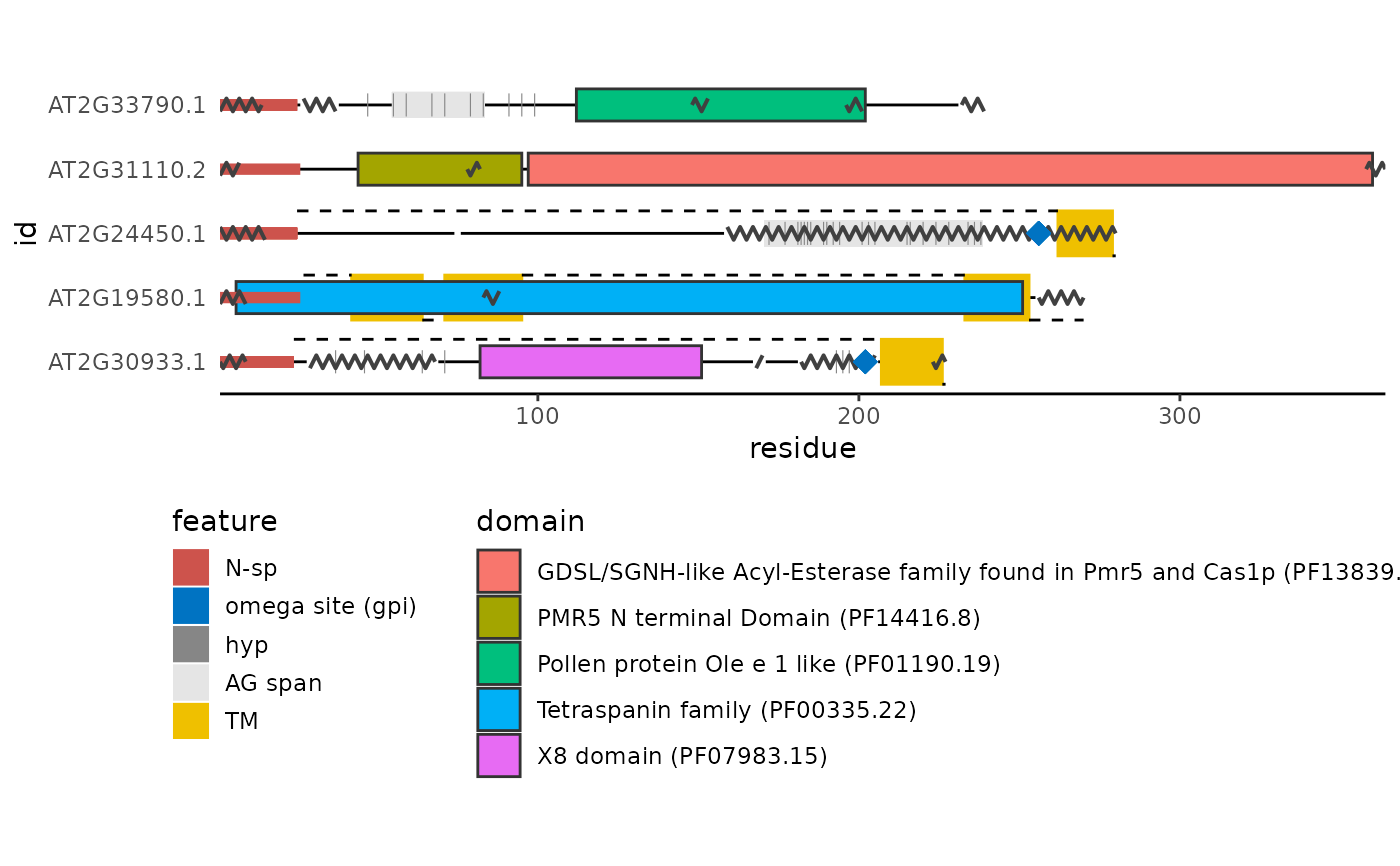 AT2G33790.1
AT2G31110.2
AT2G24450.1
AT2G19580.1
AT2G30933.1
id
100 200 300
residue
feature
N-sp
omega site (gpi)
hyp
AG span
TM
domain
GDSL/SGNH-like Acyl-Esterase family found in Pmr5 and Cas1p (PF13839.
PMR5 N terminal Domain (PF14416.8)
Pollen protein Ole e 1 like (PF01190.19)
Tetraspanin family (PF00335.22)
X8 domain (PF07983.15)